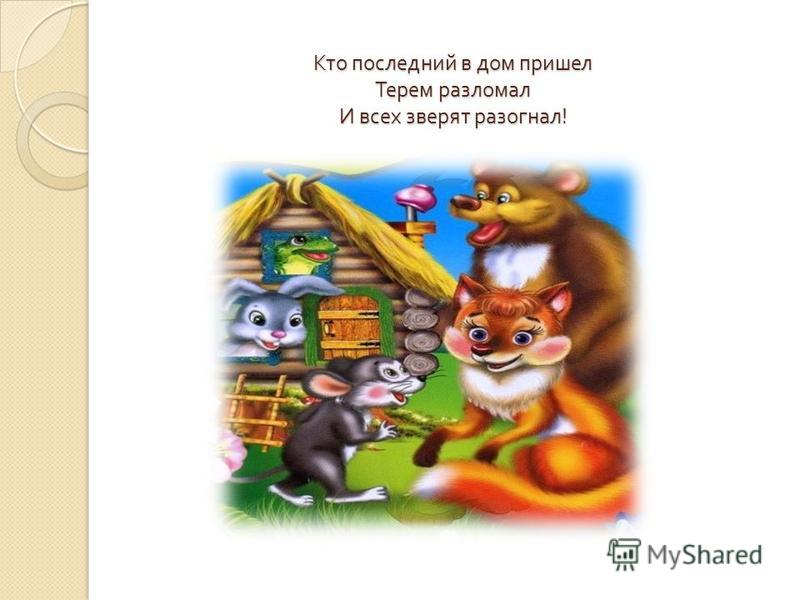 Кто последний в дом пришел
Терем разломал
И всех зверят разогнал!
MyShared